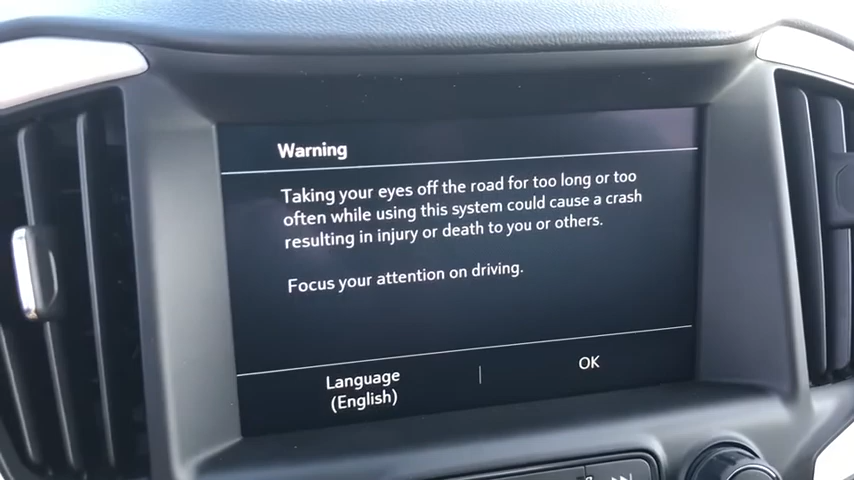 Warning
Taking your eyes off the road for too long or too
often while using this system could cause a crash
resulting in injury or death to you or others.
Focus your attention on driving.
Language
(English)
OK